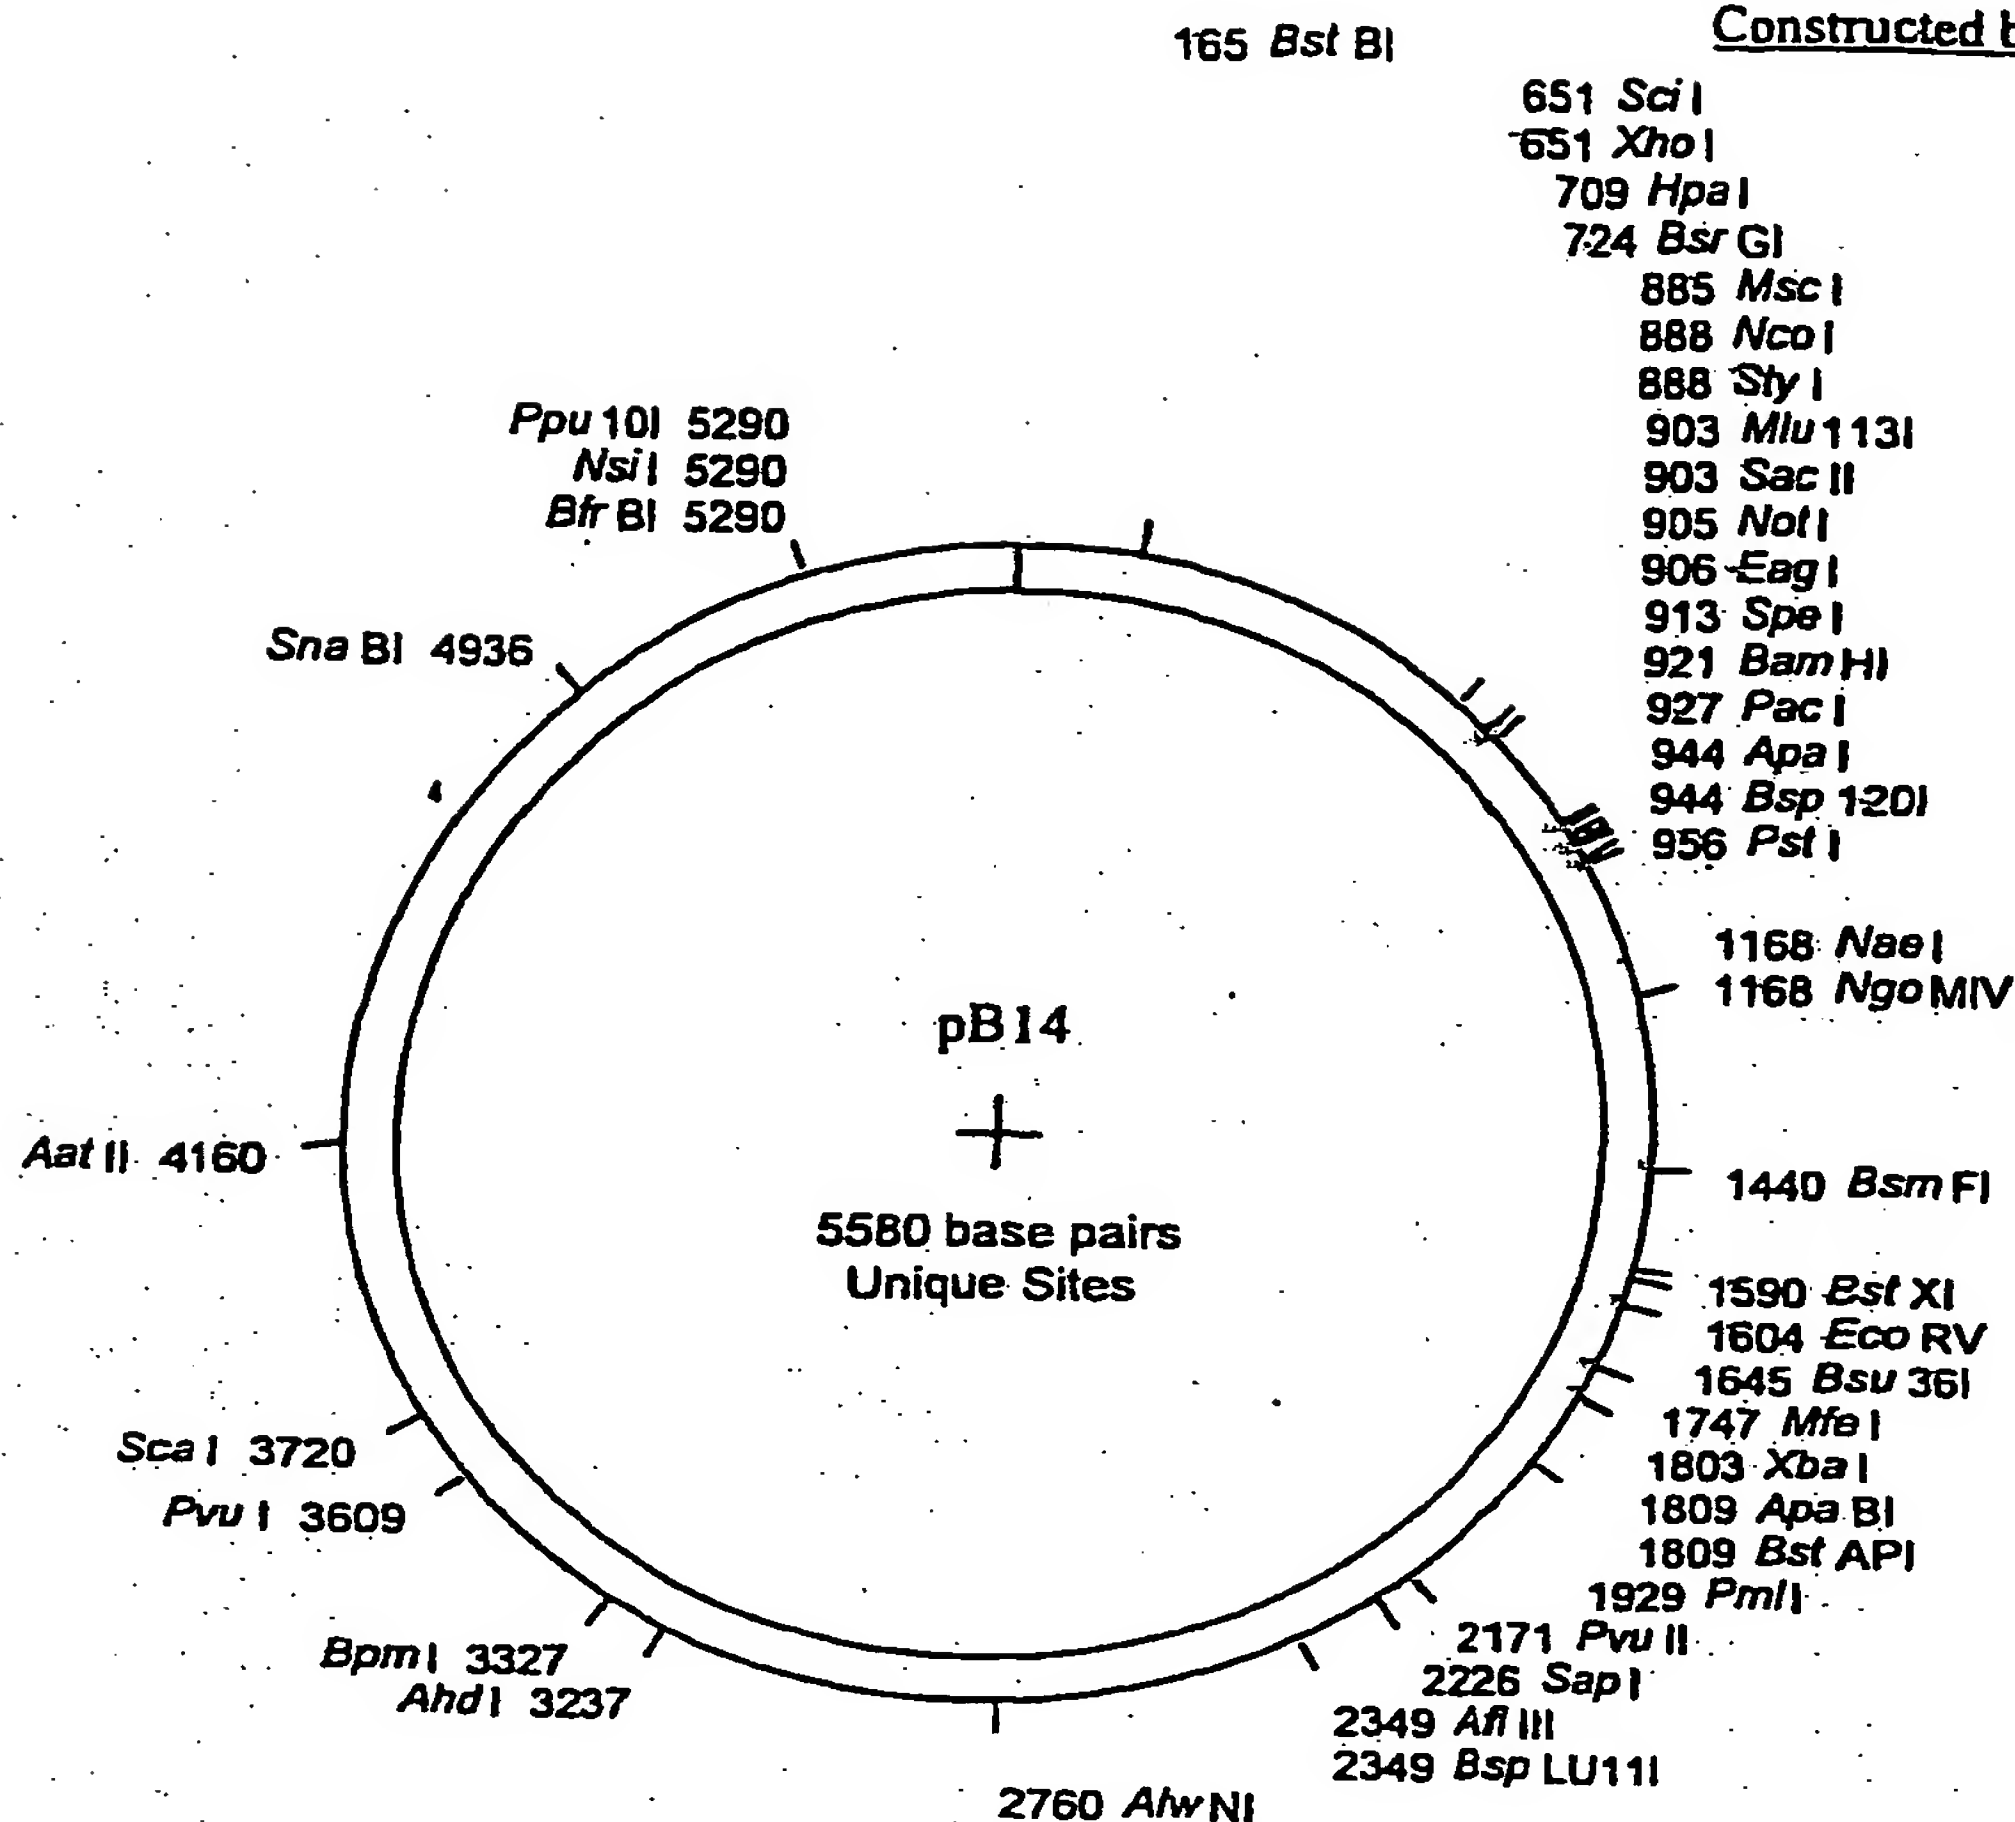 Constructed
165 Bst BI
651 Sci I
651 Xho I
709 Hpa I
724 Bsr GI
885 Msc I
888 Nco I
888 Sty I
903 Mlu 113I
903 Sac II
905 Not I
906 Eag I
913 Spe I
921 Bam HI
927 Pac I
944 Apa I
944 Bsp 120I
956 Pst I
1168 Nae I
1168 Ngo MIV
1440 Bsm FI
1590 Bst XI
1604 Eco RV
1645 Bsu 36I
1747 Mfe I
1803 Xba I
1809 Apa BI
1809 Bst API
1929 Pml I
2171 Pvu II
2226 Sap I
2349 Afl III
2349 Bsp LU11I
2760 Alw NI
Ahd I 3237
Bpm I 3327
Pvu I 3609
Sca I 3720
Aat II 4160
Sna BI 4936
Ppu 10I 5290
Nsi I 5290
Bfr BI 5290
pB14
5580 base pairs
Unique Sites